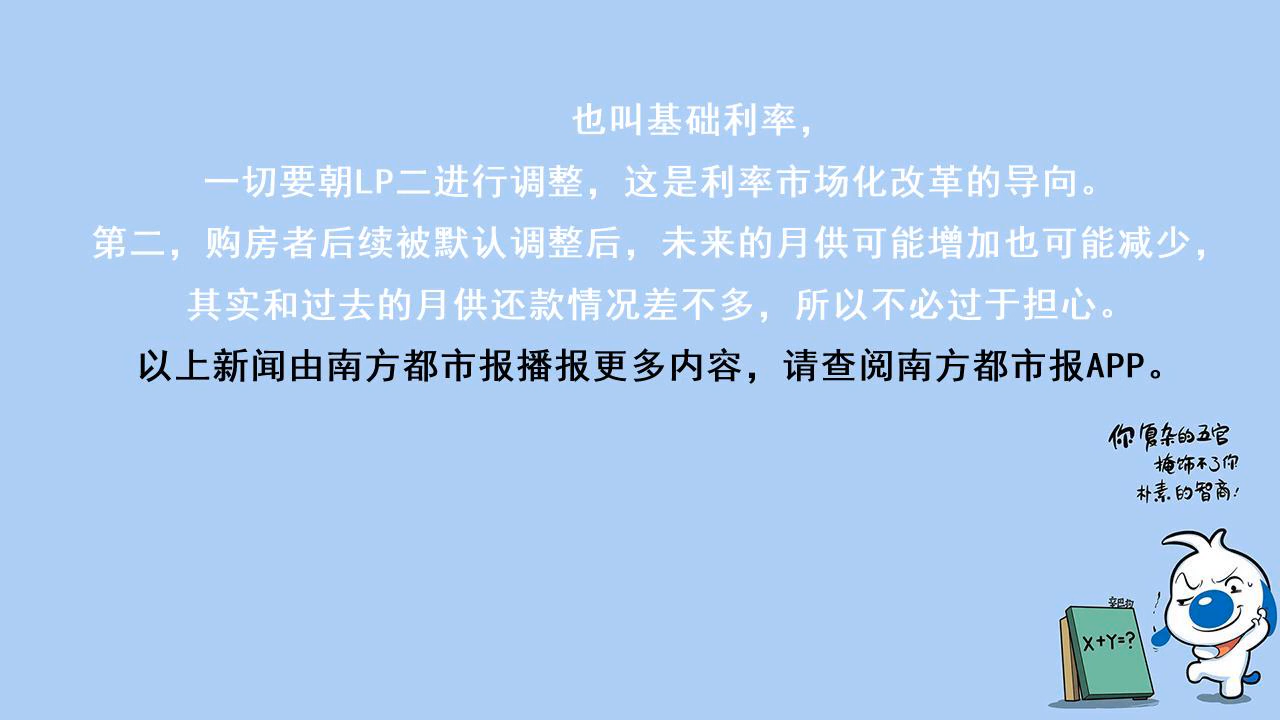 也叫基础利率，
一切要朝LP二进行调整，这是利率市场化改革的导向。
第二，购房者后续被默认调整后，未来的月供可能增加也可能减少，
其实和过去的月供还款情况差不多，所以不必过于担心。
以上新闻由南方都市报播报更多内容，请查阅南方都市报APP。
你复杂的五官
掩饰不了你
朴素的智商！
X+Y=?